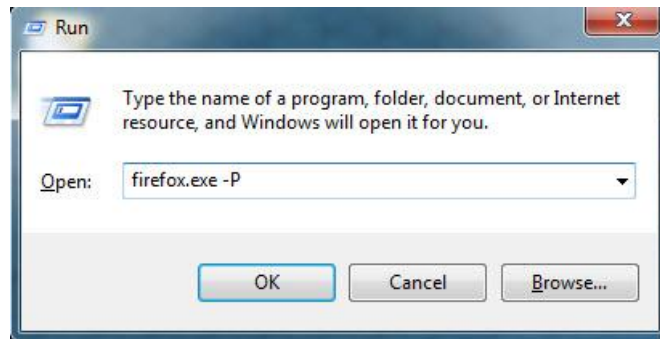 Run
Type the name of a program, folder, document, or Internet
resource, and Windows will open it for you.
Open: firefox.exe -P
OK Cancel Browse...